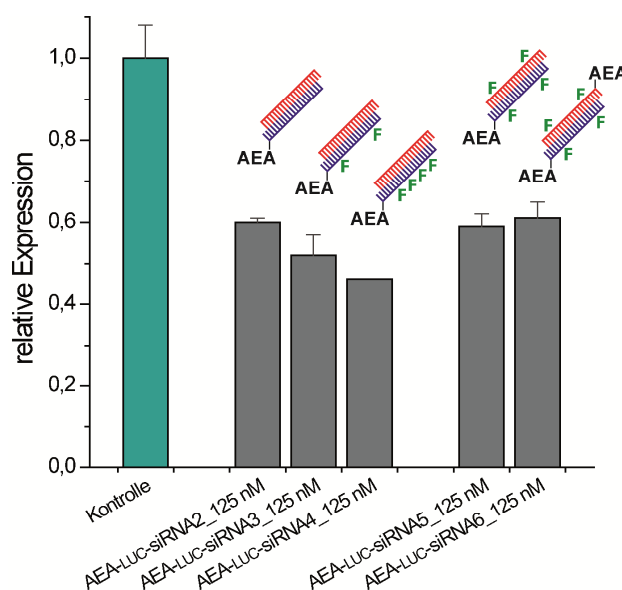 relative Expression
1,0
0,8
0,6
0,4
0,2
0,0
AEA
AEA
F
F
AEA
F
F
F
F
AEA
F
F
F
F
AEA
AEA
F
F
F
F
Kontrolle
AEA-LUC-siRNA2_125 nM
AEA-LUC-siRNA3_125 nM
AEA-LUC-siRNA4_125 nM
AEA-LUC-siRNA5_125 nM
AEA-LUC-siRNA6_125 nM